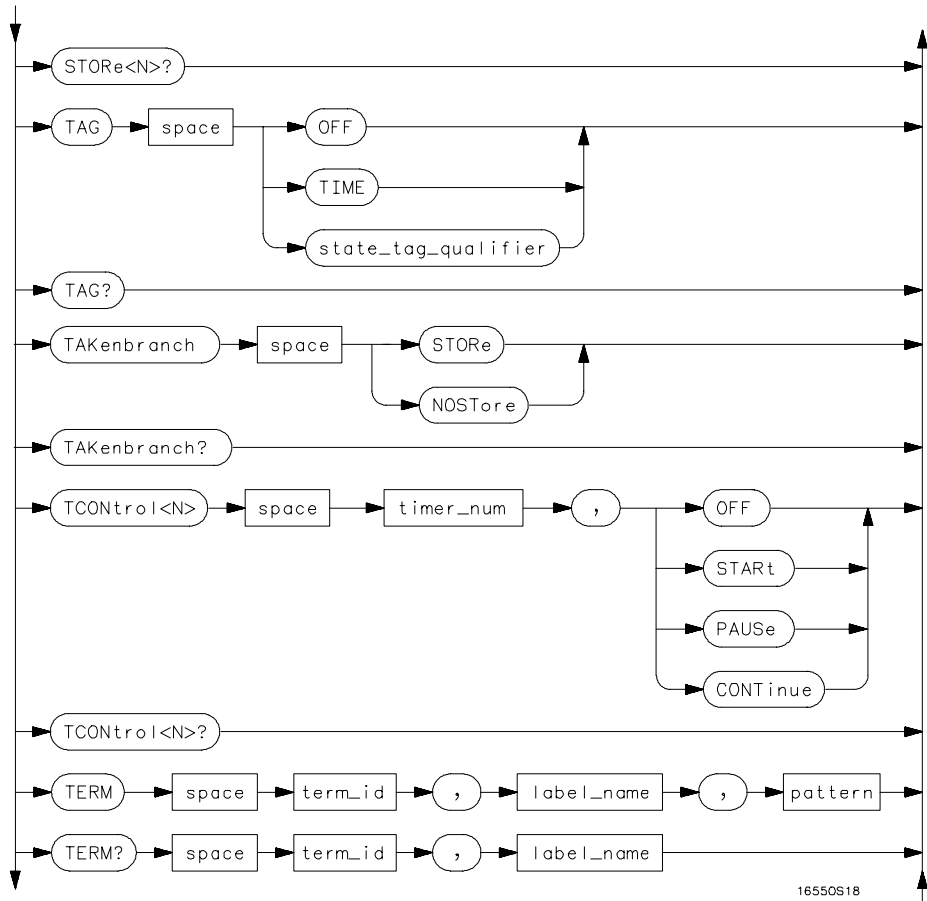 STORe<N>?
TAG space OFF
TIME
state_tag_qualifier
TAG?
TAKenbranch space STORe
NOSTore
TAKenbranch?
TCONtrol<N> space timer_num , OFF
STARt
PAUSe
CONTinue
TCONtrol<N>?
TERM space term_id , label_name , pattern
TERM? space term_id , label_name
16550S18